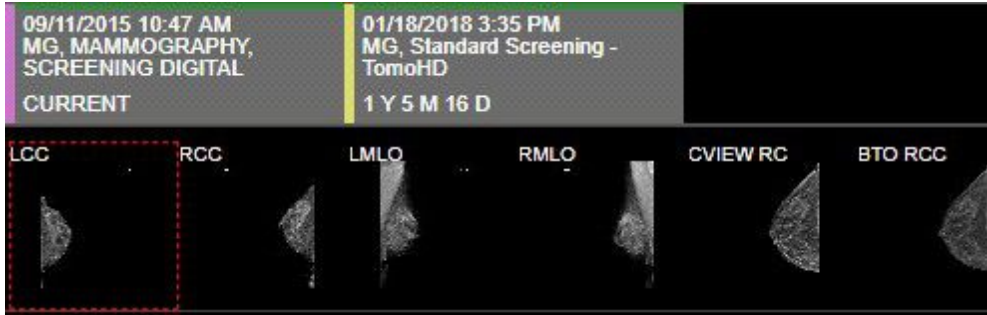 09/11/2015 10:47 AM
MG, MAMMOGRAPHY,
SCREENING DIGITAL
CURRENT
01/18/2018 3:35 PM
MG, Standard Screening -
TomoHD
1 Y 5 M 16 D
LCC RCC LMLO RMLO CVIEW RC BTO RCC